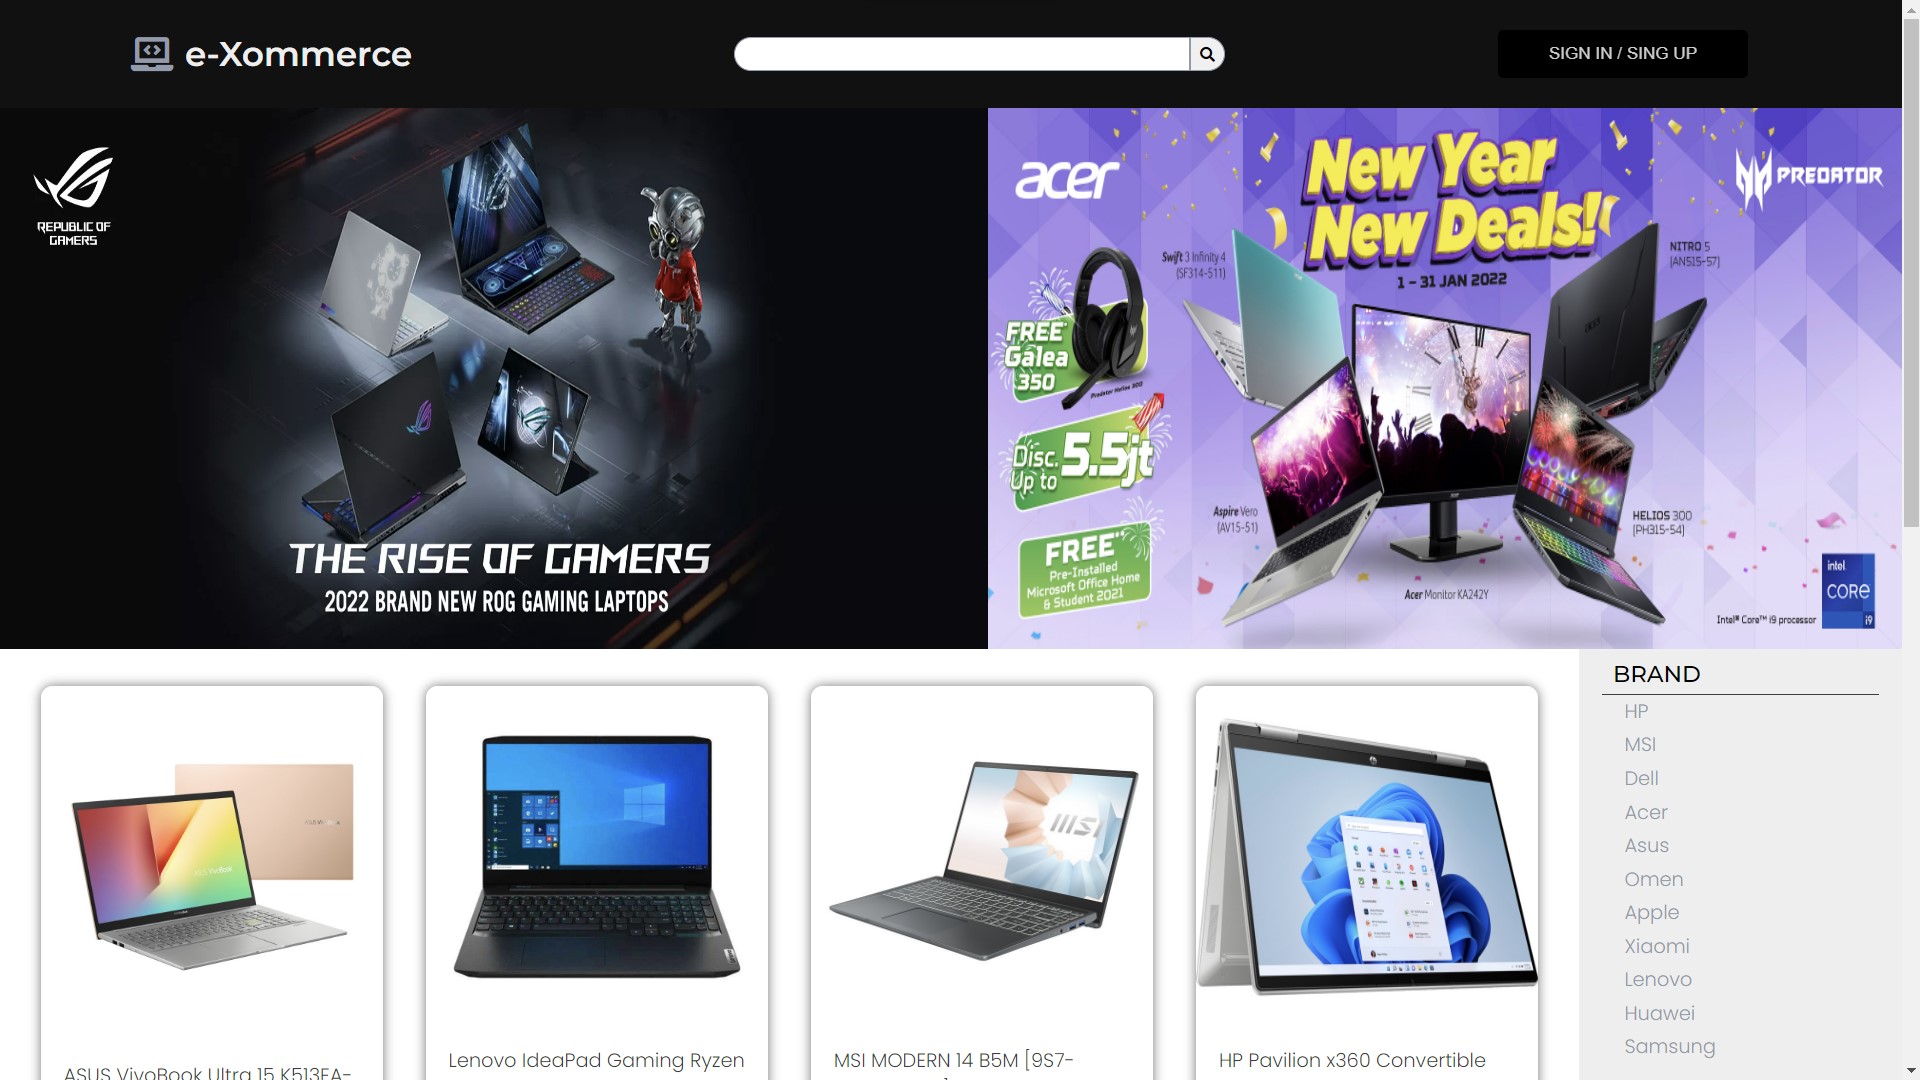 e-Xommerce
SIGN IN / SING UP
REPUBLIC OF
GAMERS
THE RISE OF GAMERS
2022 BRAND NEW ROG GAMING LAPTOPS
acer
New Year
New Deals!
1 – 31 JAN 2022
PREDATOR
Swift 3 Infinity 4
(SF314-511)
NITRO 5
[AN515-57]
FREE*
Galea
350
Predator Helios 300
Disc.
Up to 5.5jt
FREE**
Pre-Installed
Microsoft Office Home
& Student 2021
Aspire Vero
(AV15-51)
Acer Monitor KA242Y
HELIOS 300
[PH315-54]
Intel® Core™ i9 processor
intel
CORE
i9
msi
ASUS VivoBook Ultra 15 K513EA-
Lenovo IdeaPad Gaming Ryzen
MSI MODERN 14 B5M [9S7-
HP Pavilion x360 Convertible
BRAND
HP
MSI
Dell
Acer
Asus
Omen
Apple
Xiaomi
Lenovo
Huawei
Samsung